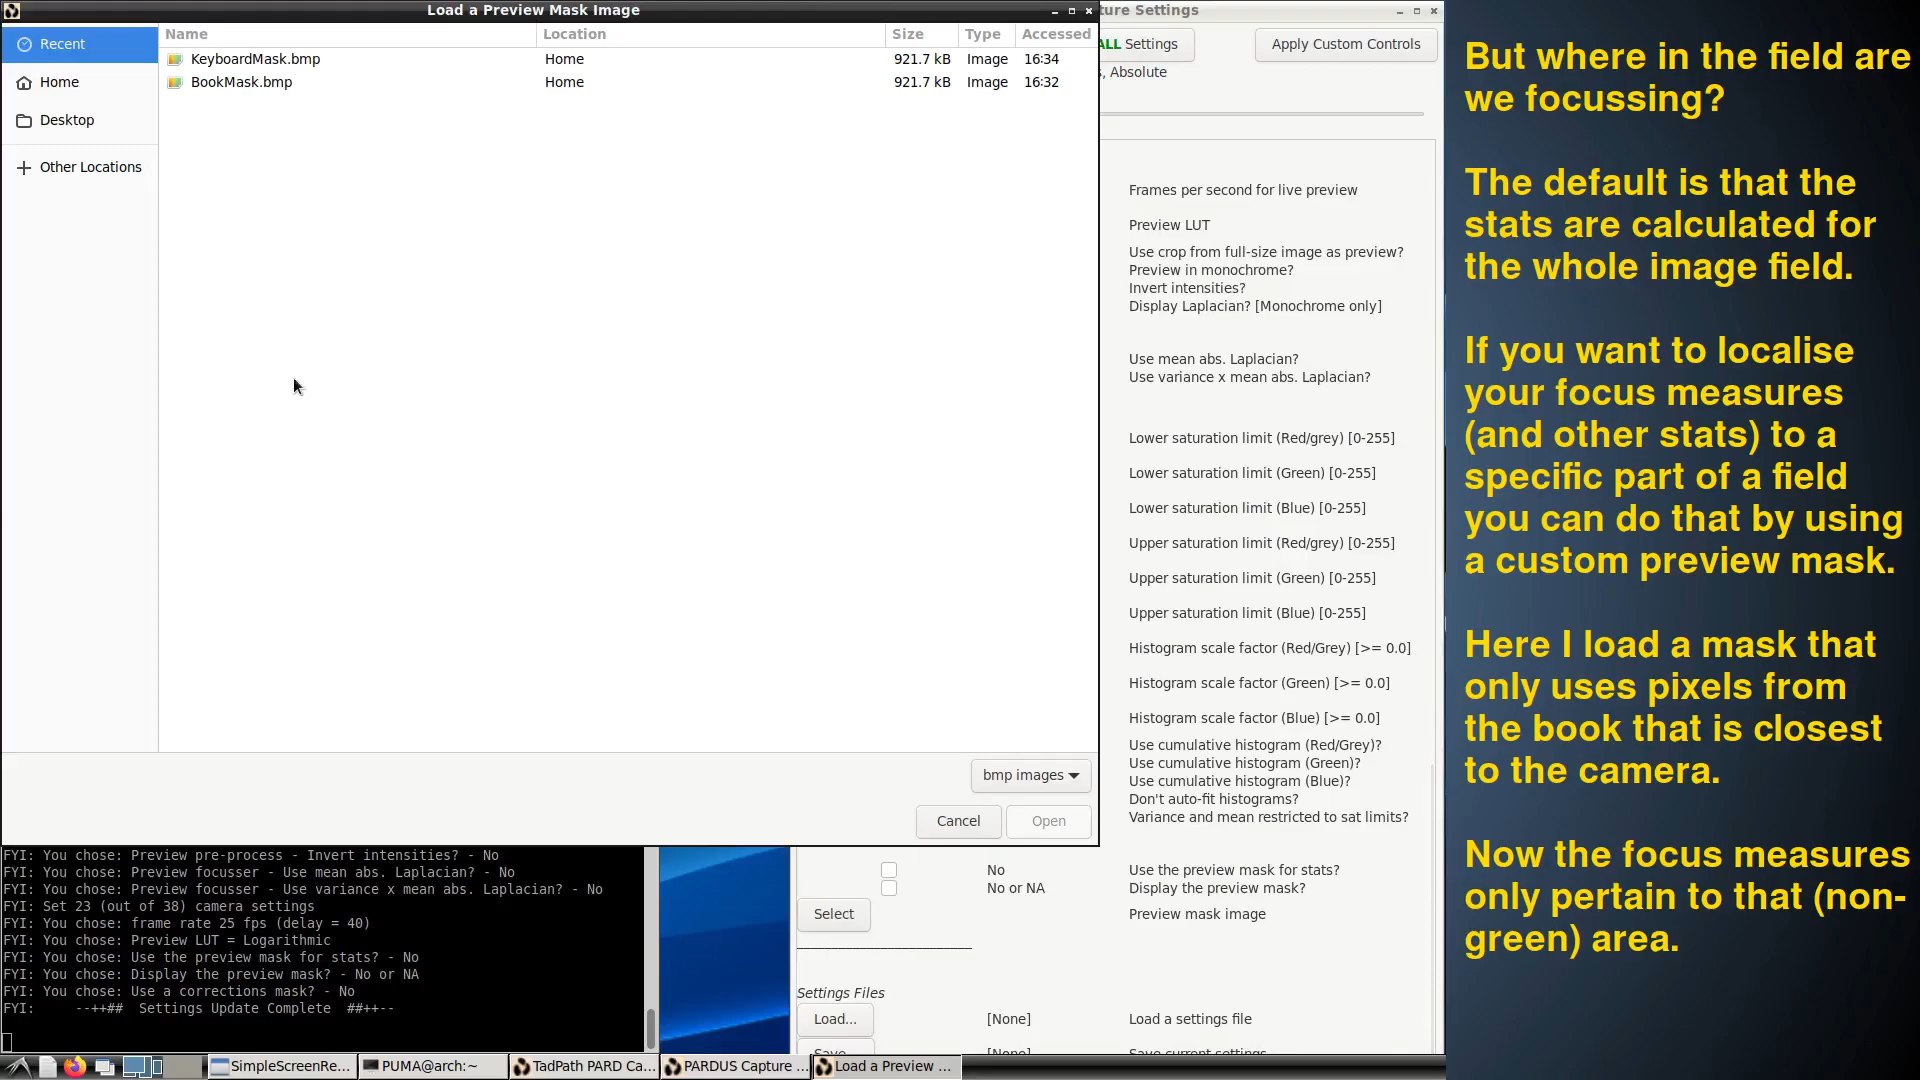 Load a Preview Mask Image
Recent
Home
Desktop
Other Locations
Name Location Size Type Accessed
KeyboardMask.bmp Home 921.7 kB Image 16:34
BookMask.bmp Home 921.7 kB Image 16:32
bmp images
Cancel Open
ture Settings
ALL Settings Apply Custom Controls
s, Absolute
Frames per second for live preview
Preview LUT
Use crop from full-size image as preview?
Preview in monochrome?
Invert intensities?
Display Laplacian? [Monochrome only]
Use mean abs. Laplacian?
Use variance x mean abs. Laplacian?
Lower saturation limit (Red/grey) [0-255]
Lower saturation limit (Green) [0-255]
Lower saturation limit (Blue) [0-255]
Upper saturation limit (Red/grey) [0-255]
Upper saturation limit (Green) [0-255]
Upper saturation limit (Blue) [0-255]
Histogram scale factor (Red/Grey) [>= 0.0]
Histogram scale factor (Green) [>= 0.0]
Histogram scale factor (Blue) [>= 0.0]
Use cumulative histogram (Red/Grey)?
Use cumulative histogram (Green)?
Use cumulative histogram (Blue)?
Don't auto-fit histograms?
Variance and mean restricted to sat limits?
No Use the preview mask for stats?
No or NA Display the preview mask?
Select Preview mask image
Settings Files
Load... [None] Load a settings file
Save... [None] Save current settings
FYI: You chose: Preview pre-process - Invert intensities? - No
FYI: You chose: Preview focusser - Use mean abs. Laplacian? - No
FYI: You chose: Preview focusser - Use variance x mean abs. Laplacian? - No
FYI: Set 23 (out of 38) camera settings
FYI: You chose: frame rate 25 fps (delay = 40)
FYI: You chose: Preview LUT = Logarithmic
FYI: You chose: Use the preview mask for stats? - No
FYI: You chose: Display the preview mask? - No or NA
FYI: You chose: Use a corrections mask? - No
FYI: --++## Settings Update Complete ##++--
SimpleScreenRe... PUMA@arch:~ TadPath PARD Ca... PARDUS Capture ... Load a Preview ...
But where in the field are
we focussing?
The default is that the
stats are calculated for
the whole image field.
If you want to localise
your focus measures
(and other stats) to a
specific part of a field
you can do that by using
a custom preview mask.
Here I load a mask that
only uses pixels from
the book that is closest
to the camera.
Now the focus measures
only pertain to that (non-
green) area.